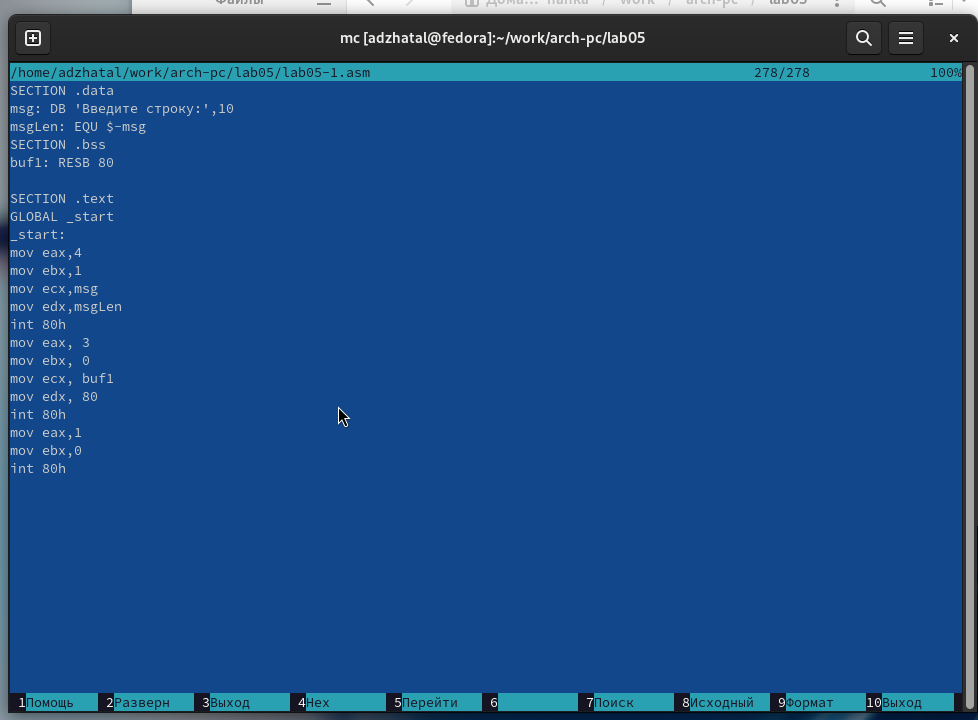 mc [adzhatal@fedora]:~/work/arch-pc/lab05
/home/adzhatal/work/arch-pc/lab05/lab05-1.asm 278/278 100%
SECTION .data
msg: DB 'Введите строку:',10
msgLen: EQU $-msg
SECTION .bss
buf1: RESB 80
SECTION .text
GLOBAL _start
_start:
mov eax,4
mov ebx,1
mov ecx,msg
mov edx,msgLen
int 80h
mov eax, 3
mov ebx, 0
mov ecx, buf1
mov edx, 80
int 80h
mov eax,1
mov ebx,0
int 80h
1Помощь 2Разверн 3Выход 4Hex 5Перейти 6 7Поиск 8Исходный 9Формат 10Выход